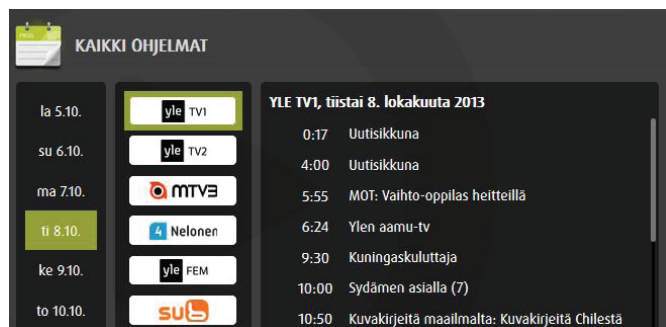 KAIKKI OHJELMAT
la 5.10.
su 6.10.
ma 7.10.
ti 8.10.
ke 9.10.
to 10.10.
yle TV1
yle TV2
MTV3
4 Nelonen
yle FEM
sub
YLE TV1, tiistai 8. lokakuuta 2013
0:17 Uutisikkuna
4:00 Uutisikkuna
5:55 MOT: Vaihto-oppilas heitteillä
6:24 Ylen aamu-tv
9:30 Kuningaskuluttaja
10:00 Sydämen asialla (7)
10:50 Kuvakirjeitä maailmalta: Kuvakirjeitä Chilestä